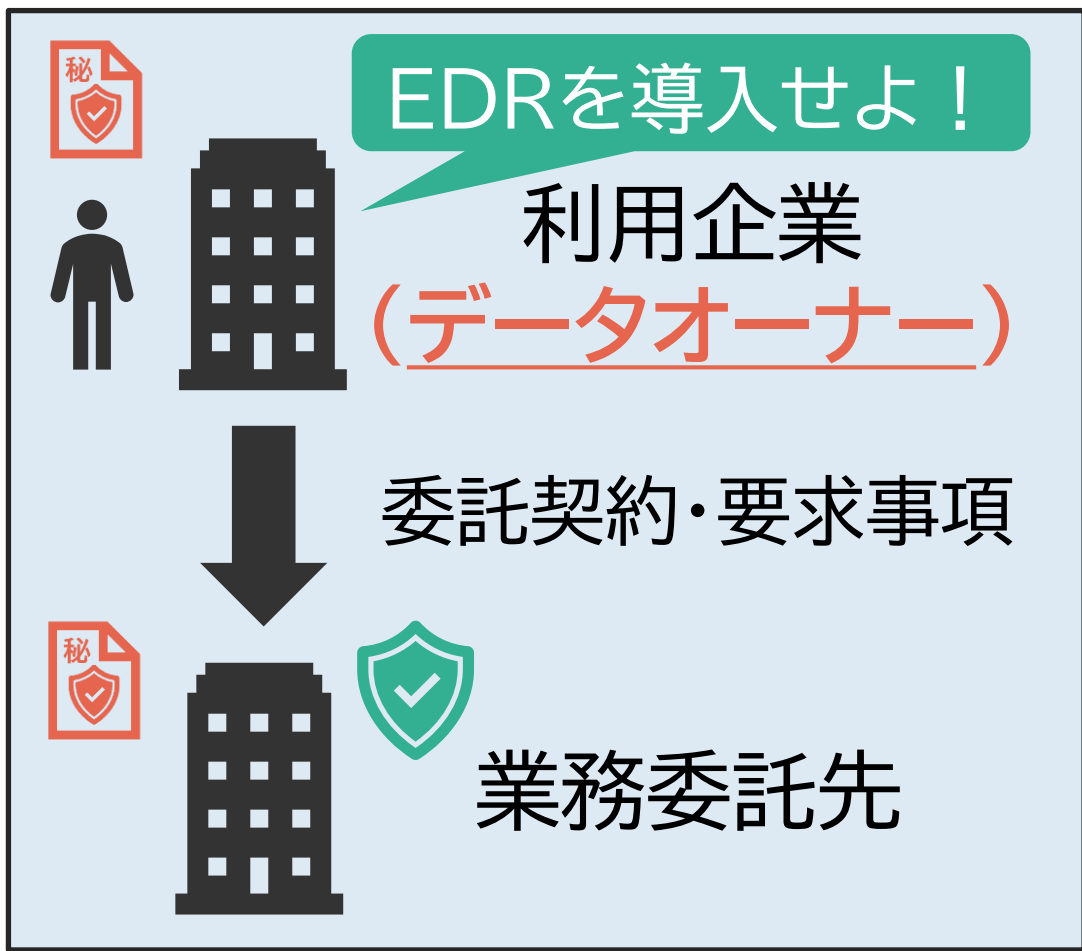 秘
EDRを導入せよ！
利用企業
（データオーナー）
委託契約・要求事項
秘
業務委託先